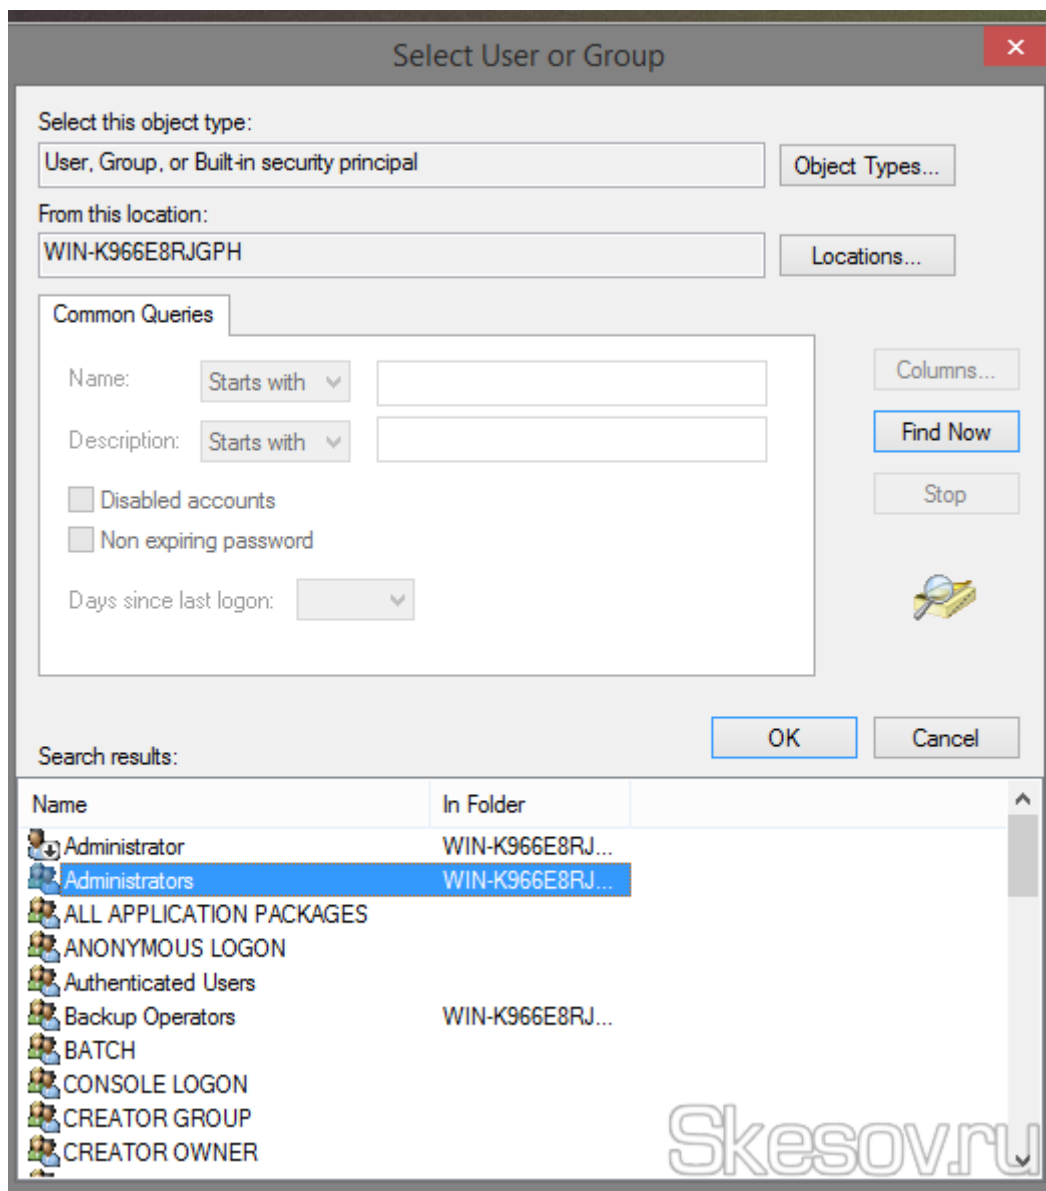 Select User or Group
Select this object type:
User, Group, or Built-in security principal
Object Types...
From this location:
WIN-K966E8RJGPH
Locations...
Common Queries
Name:
Starts with
Columns...
Description:
Starts with
Find Now
Disabled accounts
Stop
Non expiring password
Days since last logon:
OK
Cancel
Search results:
Name In Folder
Administrator WIN-K966E8RJ...
Administrators WIN-K966E8RJ...
ALL APPLICATION PACKAGES
ANONYMOUS LOGON
Authenticated Users
Backup Operators WIN-K966E8RJ...
BATCH
CONSOLE LOGON
CREATOR GROUP
CREATOR OWNER
Skesov.ru